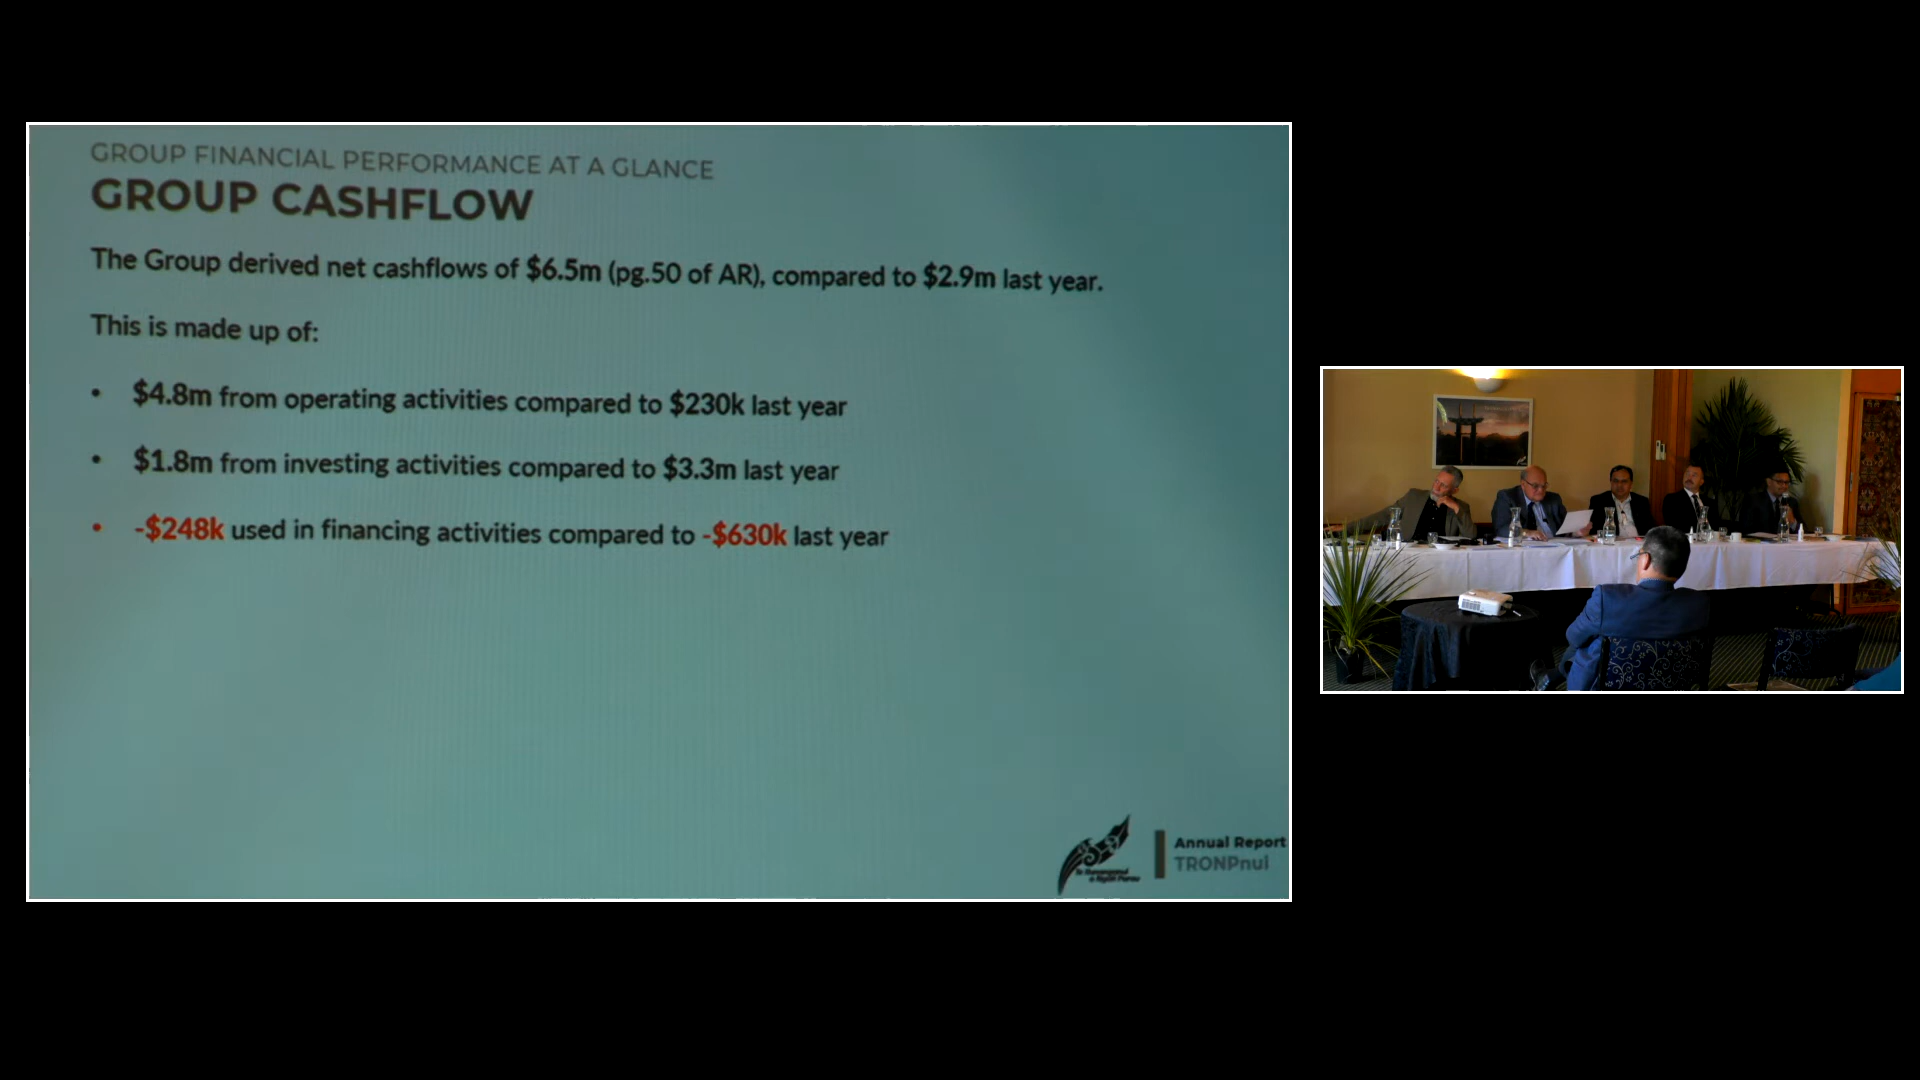 GROUP FINANCIAL PERFORMANCE AT A GLANCE
GROUP CASHFLOW
The Group derived net cashflows of $6.5m (pg.50 of AR), compared to $2.9m last year.
This is made up of:
• $4.8m from operating activities compared to $230k last year
• $1.8m from investing activities compared to $3.3m last year
• -$248k used in financing activities compared to -$630k last year
Annual Report
TRONPnui